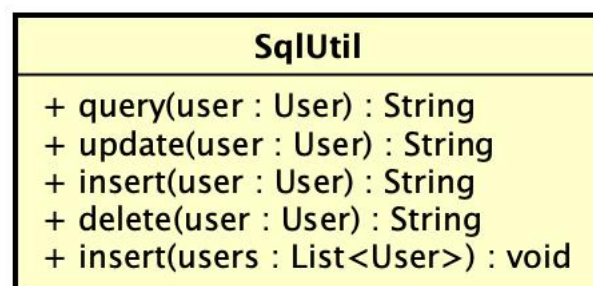 SqlUtil
+ query(user : User) : String
+ update(user : User) : String
+ insert(user : User) : String
+ delete(user : User) : String
+ insert(users : List<User>) : void